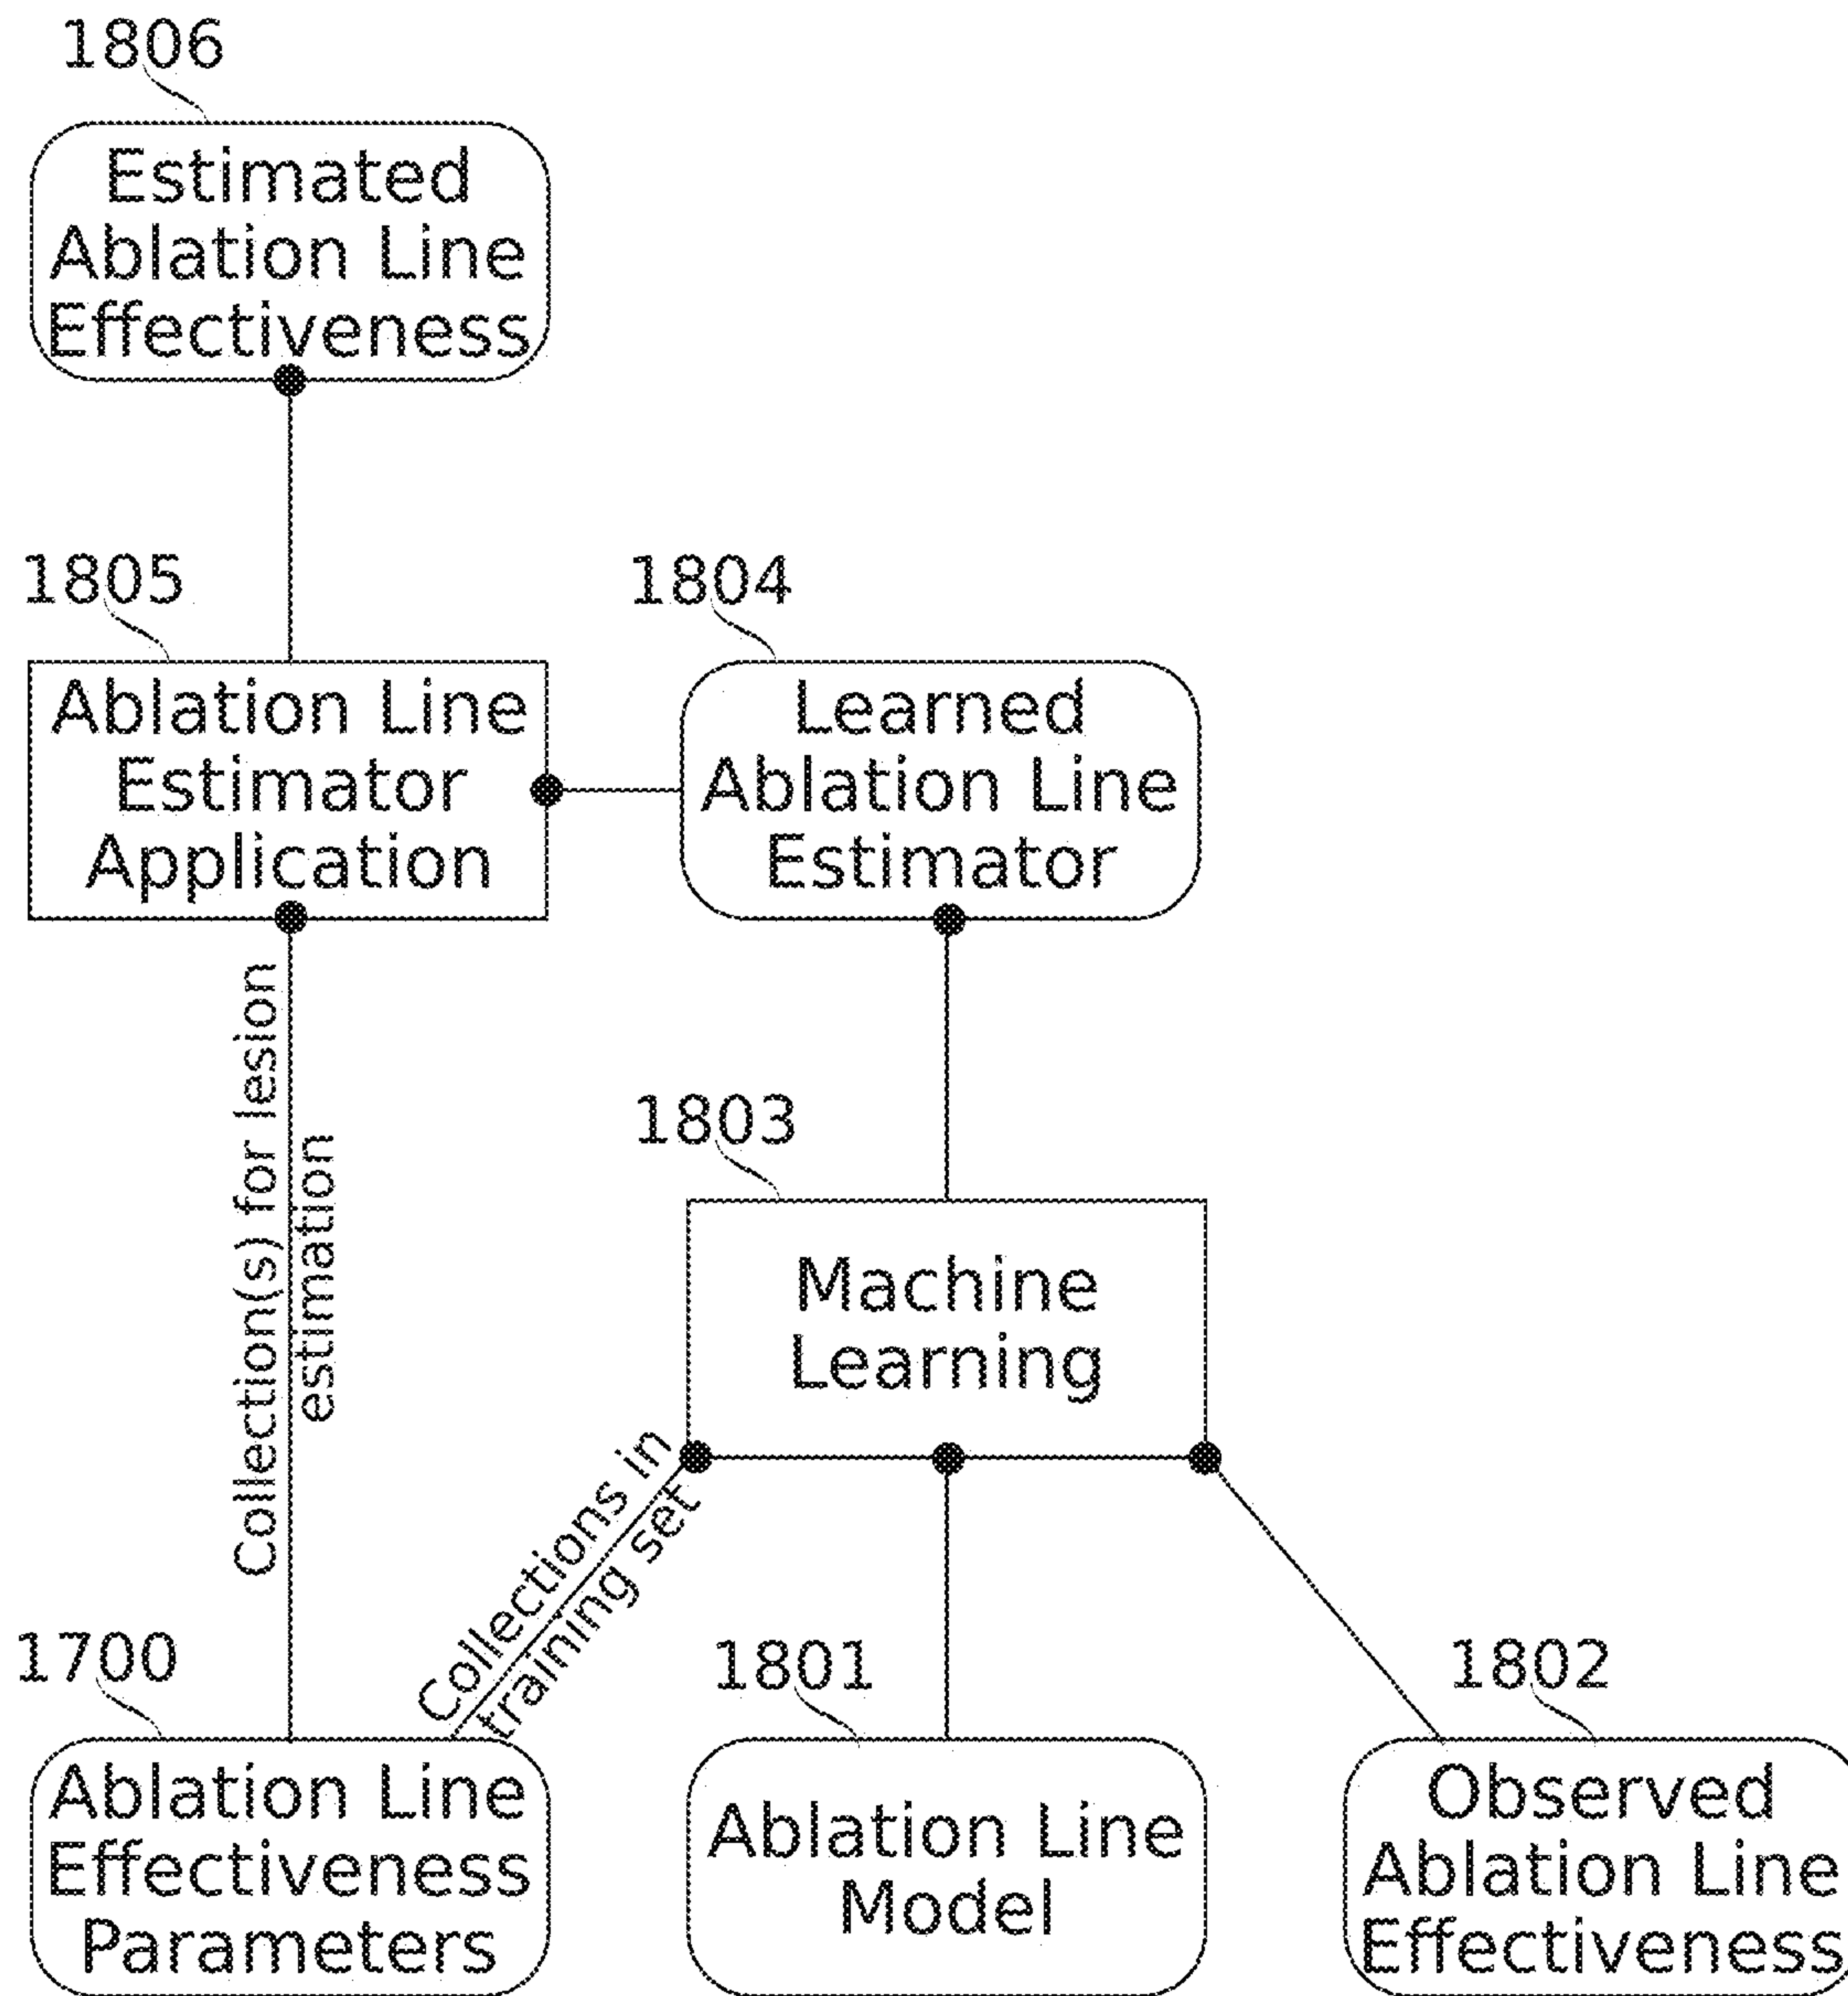 1806
Estimated
Ablation Line
Effectiveness
1805
1804
Ablation Line
Estimator
Application
Learned
Ablation Line
Estimator
Collection(s) for lesion
estimation
1803
Machine
Learning
Collections in
training set
1700
1801
1802
Ablation Line
Effectiveness
Parameters
Ablation Line
Model
Observed
Ablation Line
Effectiveness